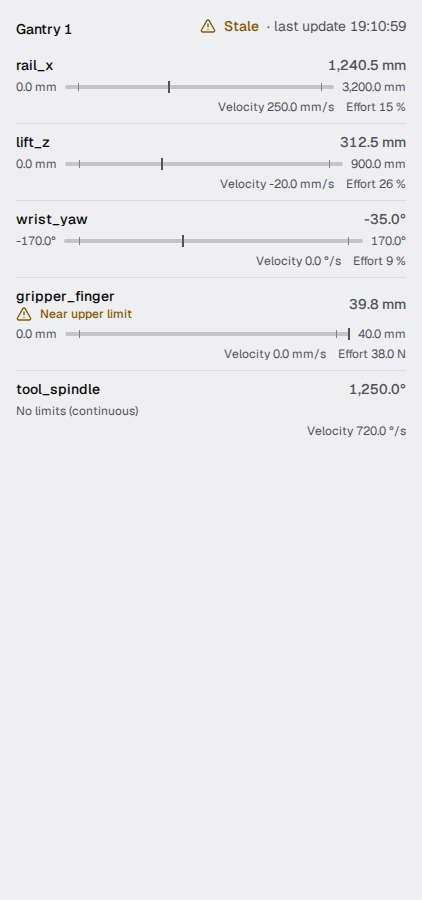 Gantry 1 Stale · last update 19:10:59
rail_x 1,240.5 mm
0.0 mm 3,200.0 mm
Velocity 250.0 mm/s Effort 15 %
lift_z 312.5 mm
0.0 mm 900.0 mm
Velocity -20.0 mm/s Effort 26 %
wrist_yaw -35.0°
-170.0° 170.0°
Velocity 0.0 °/s Effort 9 %
gripper_finger 39.8 mm
Near upper limit
0.0 mm 40.0 mm
Velocity 0.0 mm/s Effort 38.0 N
tool_spindle 1,250.0°
No limits (continuous)
Velocity 720.0 °/s